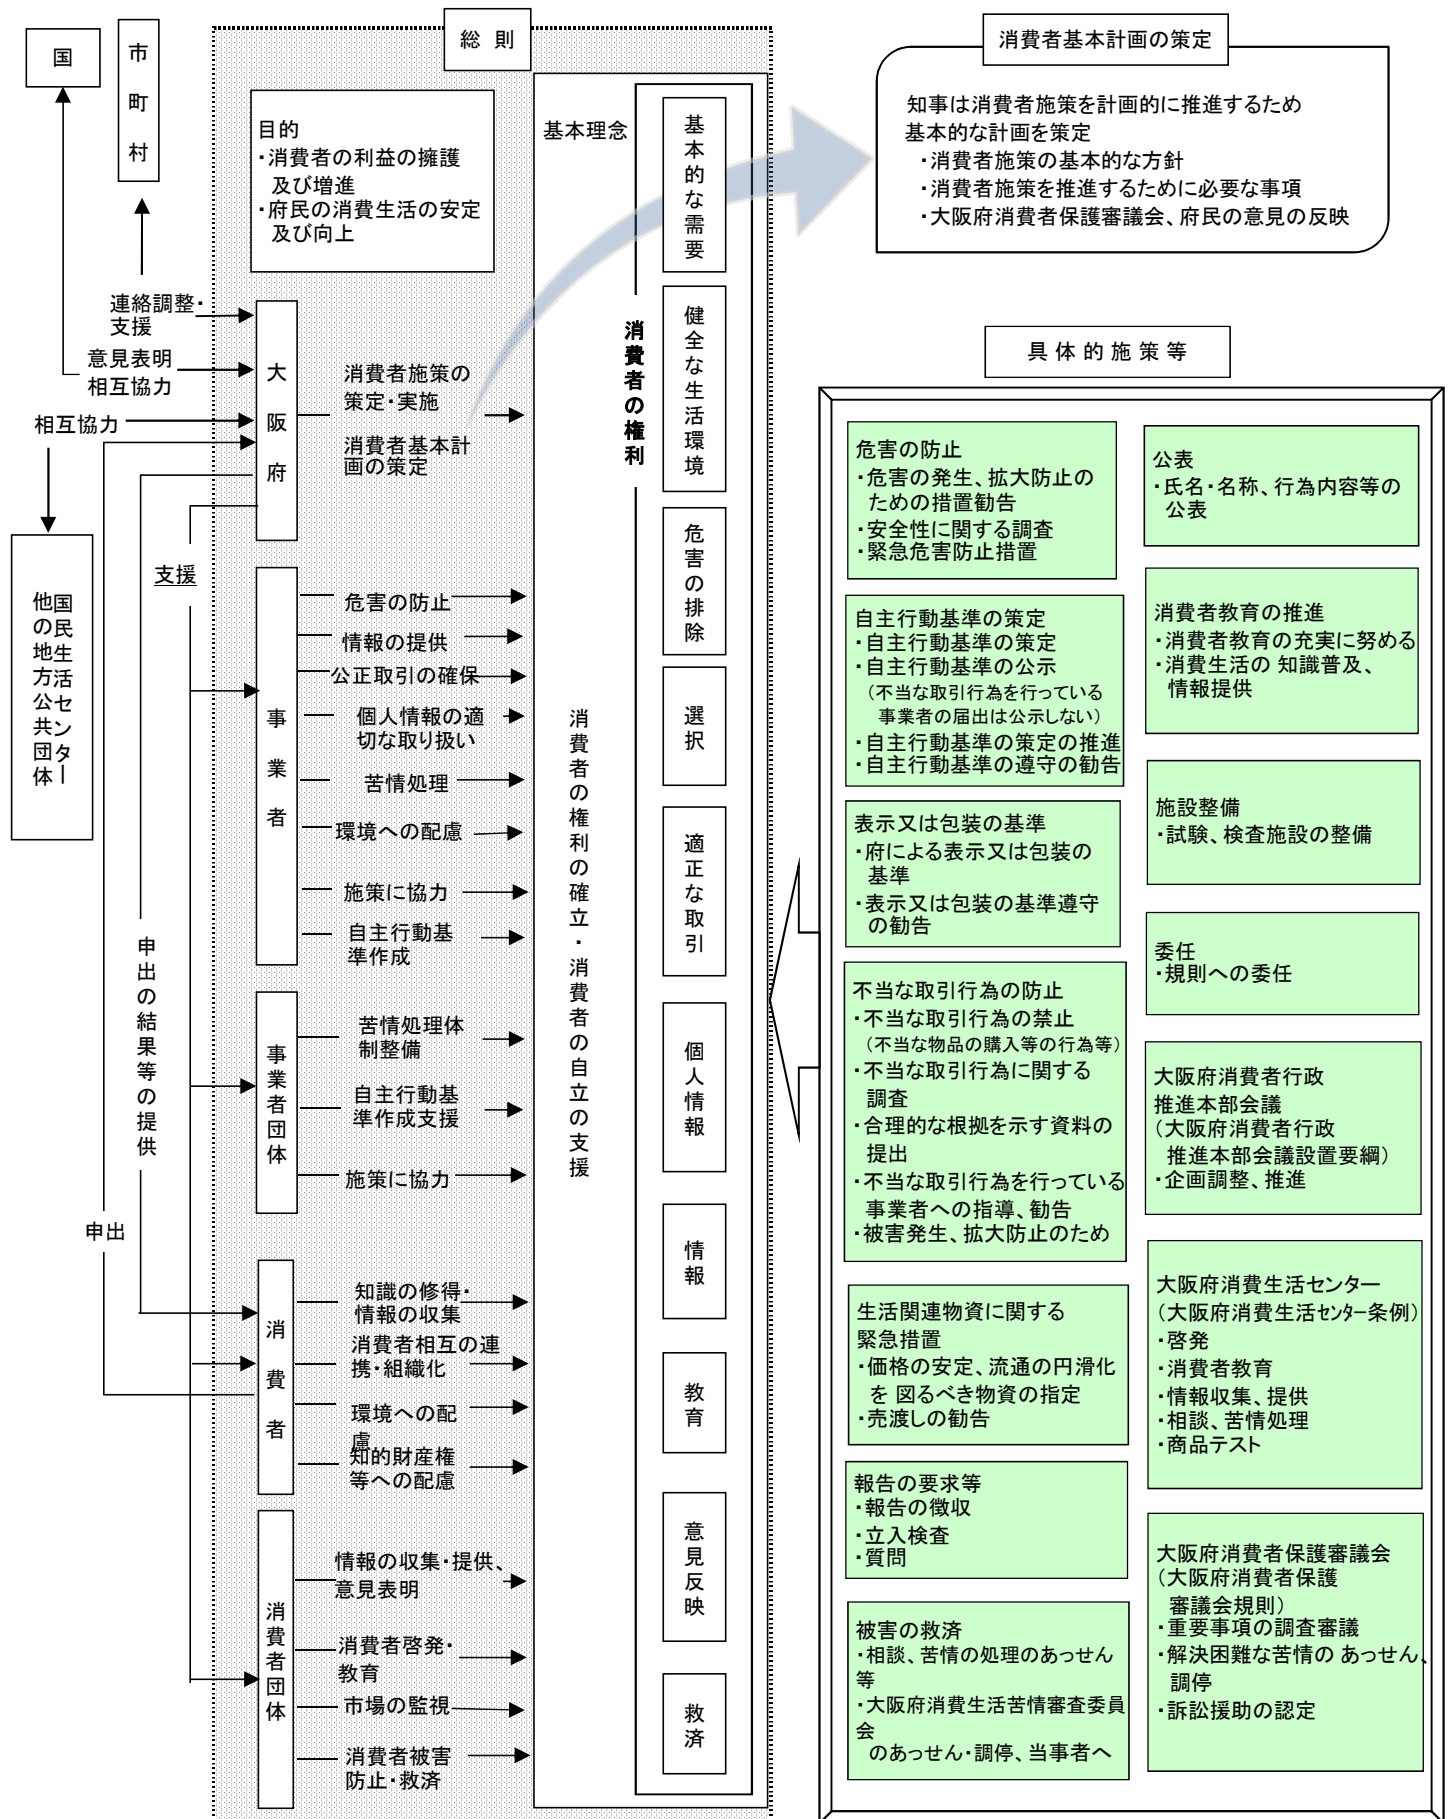 総 則
国
市町村
目的
・消費者の利益の擁護
及び増進
・府民の消費生活の安定
及び向上
連絡調整・
支援
意見表明
相互協力
相互協力
国民生活センター
他の地方公共団体
支援
申出の結果等の提供
申出
大阪府
消費者施策の
策定・実施
消費者基本計
画の策定
事業者
危害の防止
情報の提供
公正取引の確保
個人情報の適
切な取り扱い
苦情処理
環境への配慮
施策に協力
自主行動基
準作成
事業者団体
苦情処理体
制整備
自主行動基
準作成支援
施策に協力
消費者
知識の修得・
情報の収集
消費者相互の連
携・組織化
環境への配
慮
知的財産権
等への配慮
消費者団体
情報の収集・提供、
意見表明
消費者啓発・
教育
市場の監視
消費者被害
防止・救済
基本理念
消費者の権利の確立・消費者の自立の支援
消費者の権利
基本的な需要
健全な生活環境
危害の排除
選択
適正な取引
個人情報
情報
教育
意見反映
救済
消費者基本計画の策定
知事は消費者施策を計画的に推進するため
基本的な計画を策定
・消費者施策の基本的な方針
・消費者施策を推進するために必要な事項
・大阪府消費者保護審議会、府民の意見の反映
具体的施策等
危害の防止
・危害の発生、拡大防止の
ための措置勧告
・安全性に関する調査
・緊急危害防止措置
自主行動基準の策定
・自主行動基準の策定
・自主行動基準の公示
（不当な取引行為を行っている
事業者の届出は公示しない）
・自主行動基準の策定の推進
・自主行動基準の遵守の勧告
表示又は包装の基準
・府による表示又は包装の
基準
・表示又は包装の基準遵守
の勧告
不当な取引行為の防止
・不当な取引行為の禁止
（不当な物品の購入等の行為等）
・不当な取引行為に関する
調査
・合理的な根拠を示す資料の
提出
・不当な取引行為を行っている
事業者への指導、勧告
・被害発生、拡大防止のため
生活関連物資に関する
緊急措置
・価格の安定、流通の円滑化
を 図るべき物資の指定
・売渡しの勧告
報告の要求等
・報告の徴収
・立入検査
・質問
被害の救済
・相談、苦情の処理のあっせん
等
・大阪府消費生活苦情審査委員
会
のあっせん・調停、当事者へ
公表
・氏名・名称、行為内容等の
公表
消費者教育の推進
・消費者教育の充実に努める
・消費生活の 知識普及、
情報提供
施設整備
・試験、検査施設の整備
委任
・規則への委任
大阪府消費者行政
推進本部会議
（大阪府消費者行政
推進本部会議設置要綱）
・企画調整、推進
大阪府消費生活センター
（大阪府消費生活センター条例）
・啓発
・消費者教育
・情報収集、提供
・相談、苦情処理
・商品テスト
大阪府消費者保護審議会
（大阪府消費者保護
審議会規則）
・重要事項の調査審議
・解決困難な苦情の あっせん、
調停
・訴訟援助の認定